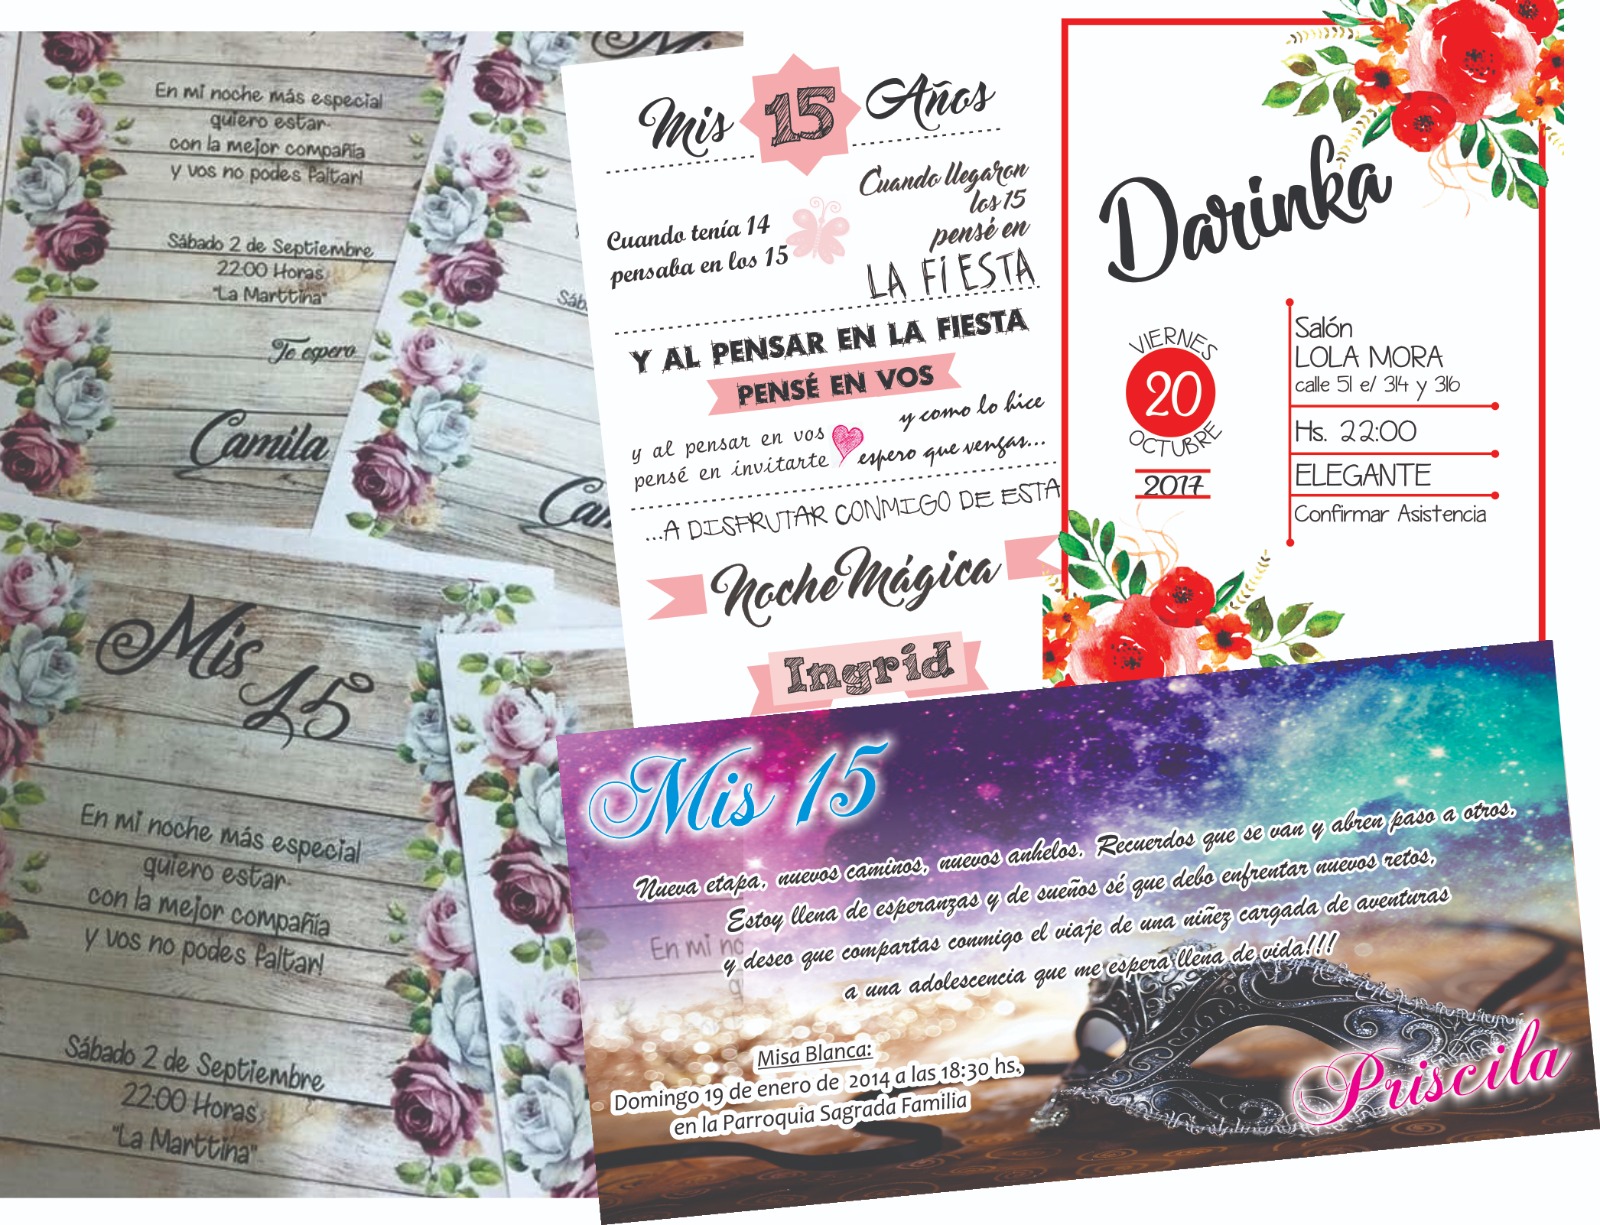 En mi noche más especial
quiero estar
con la mejor compañía
y vos no podes faltar!
Sábado 2 de Septiembre
22:00 Horas
"La Marttina"
Te espero
Camila
Mis
Sáb
Cam
Mis
15
En mi noche más especial
quiero estar
con la mejor compañía
y vos no podes faltar!
Sábado 2 de Septiembre
22:00 Horas
"La Marttina"
Mis 15 Años
Cuando tenía 14
pensaba en los 15
Cuando llegaron
los 15
pensé en
LA FIESTA
Y AL PENSAR EN LA FIESTA
PENSÉ EN VOS
y al pensar en vos
pensé en invitarte
y como lo hice
espero que vengas...
...A DISFRUTAR CONMIGO DE ESTA
Noche Mágica
Ingrid
Darinka
VIERNES
20
OCTUBRE
2017
Salón
LOLA MORA
calle 51 e/ 314 y 316
Hs. 22:00
ELEGANTE
Confirmar Asistencia
Mis 15
Nueva etapa, nuevos caminos, nuevos anhelos. Recuerdos que se van y abren paso a otros.
Estoy llena de esperanzas y de sueños sé que debo enfrentar nuevos retos,
y deseo que compartas conmigo el viaje de una niñez cargada de aventuras
a una adolescencia que me espera llena de vida!!!
En mi no
q
Misa Blanca:
Domingo 19 de enero de 2014 a las 18:30 hs.
en la Parroquia Sagrada Familia
Priscila